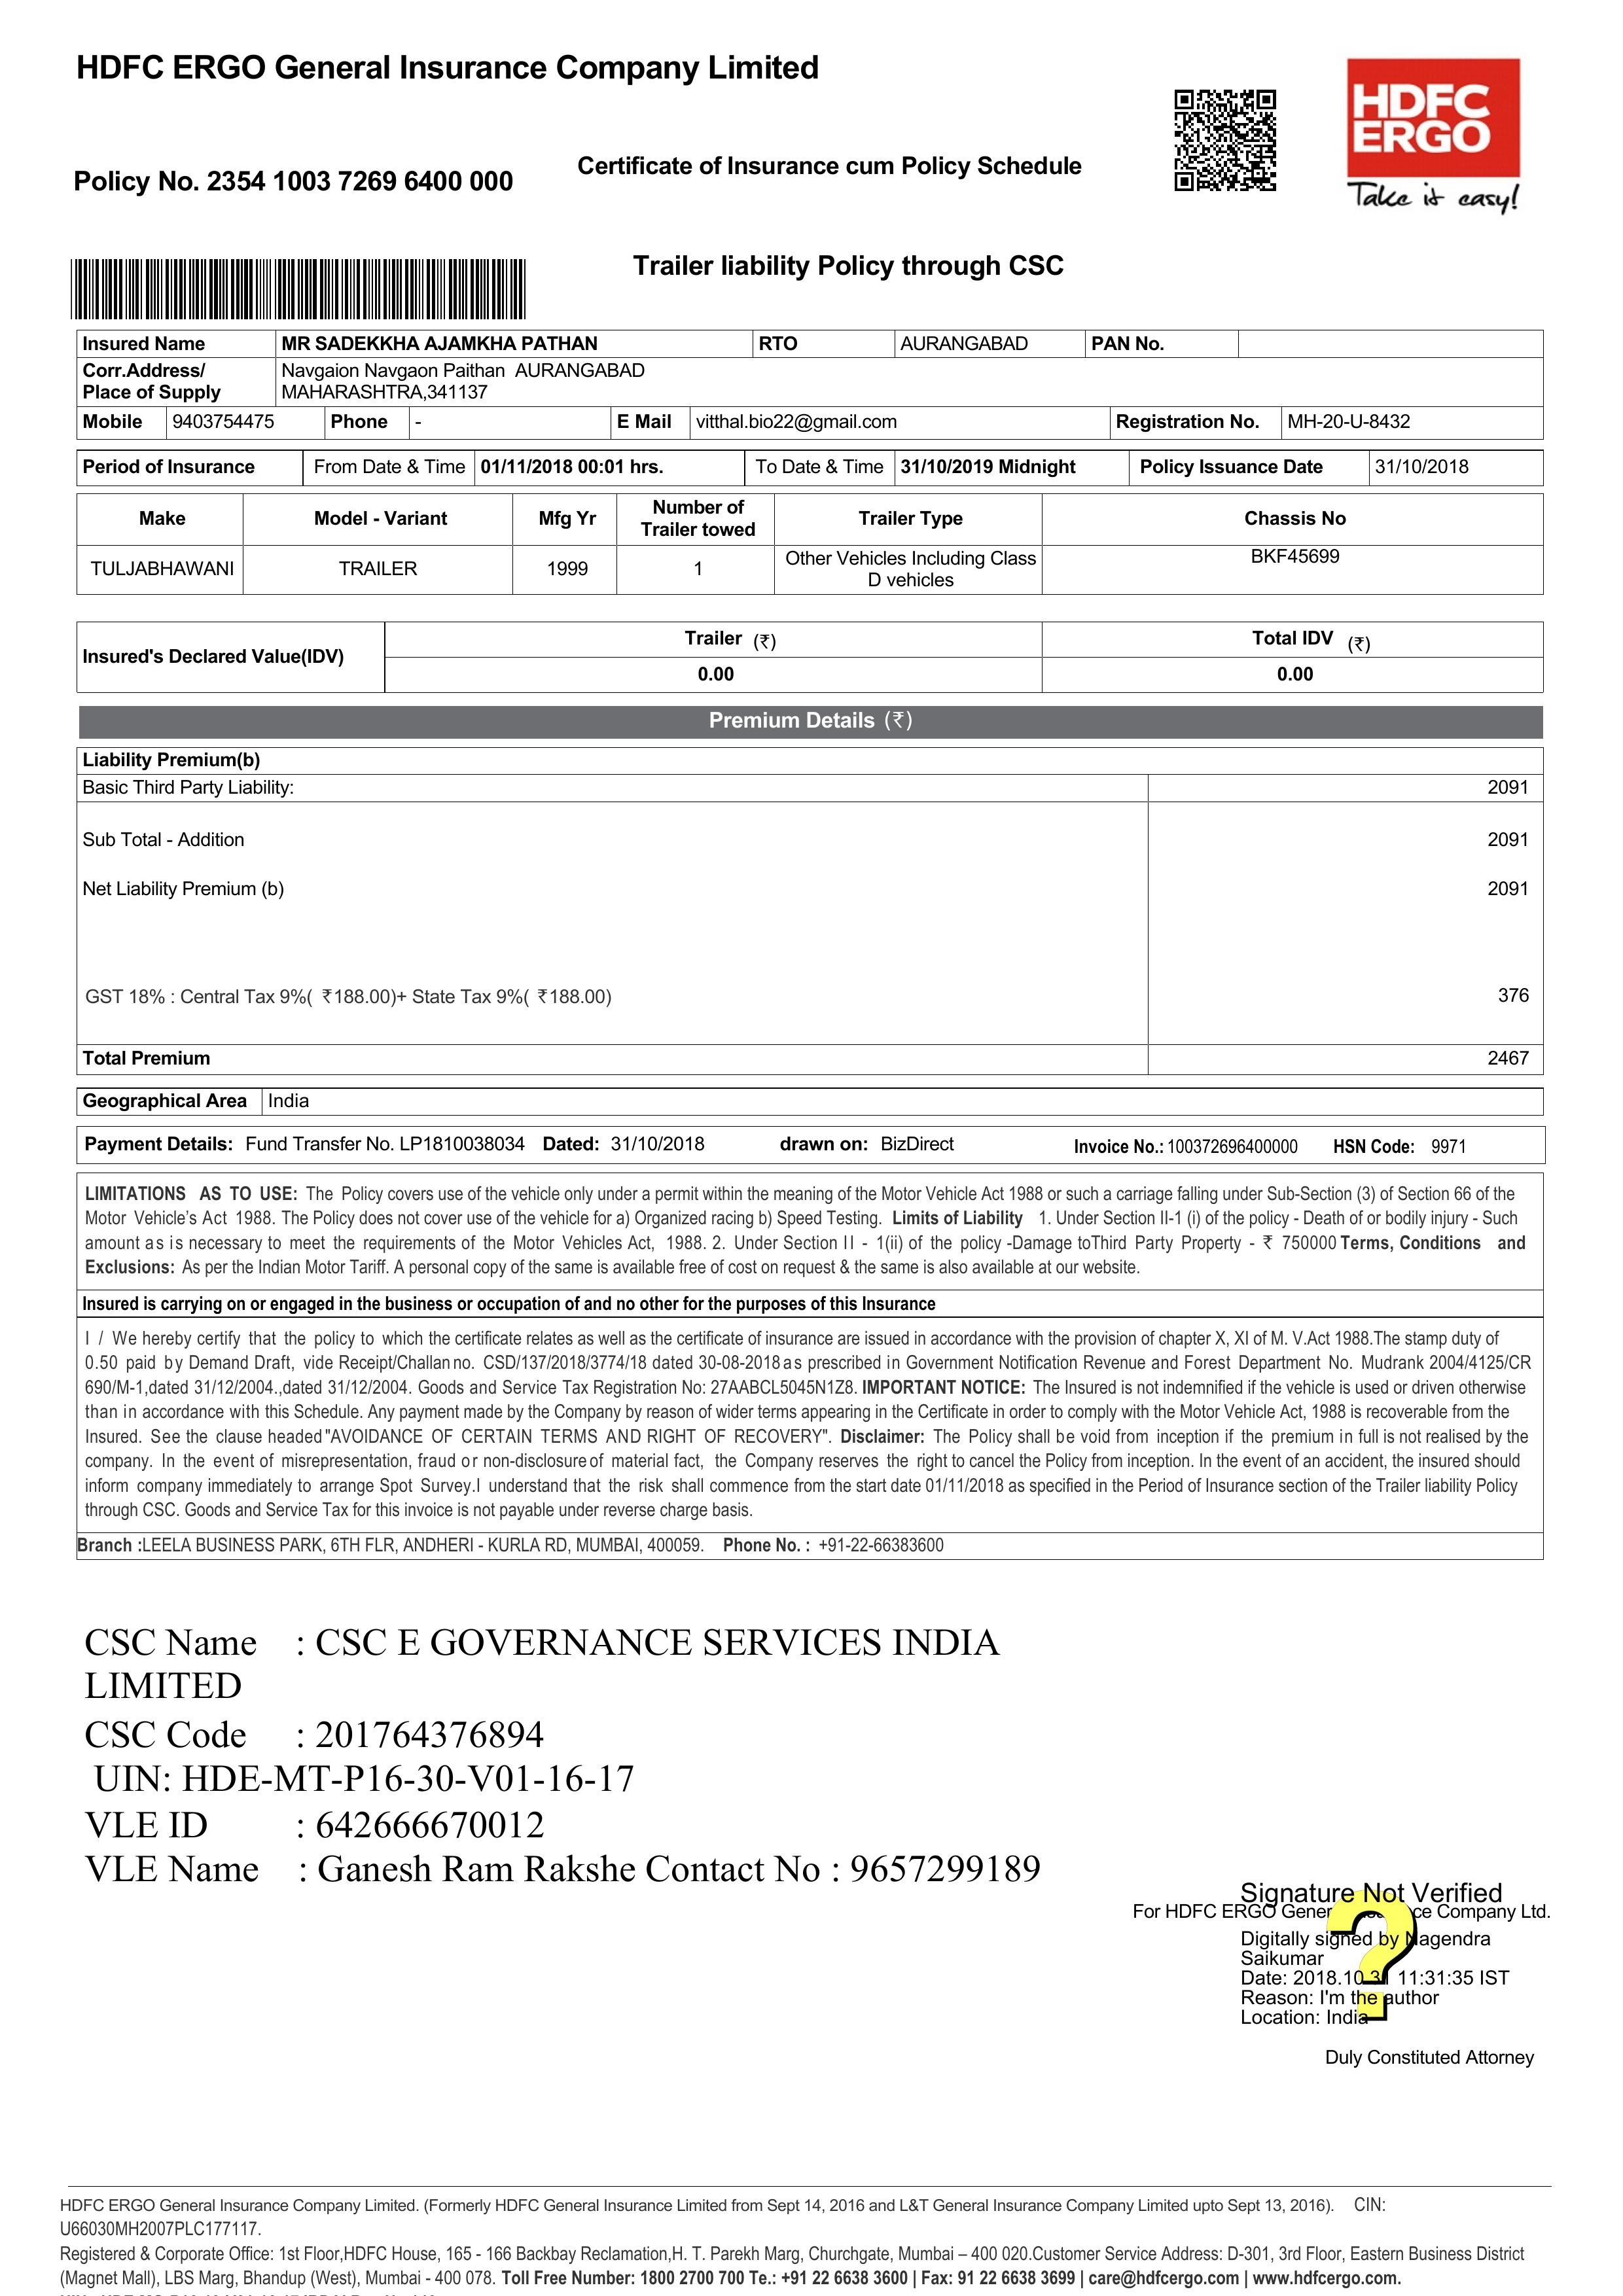 HDFC ERGO General Insurance Company Limited
HDFC
ERGO
Take it easy!
Policy No. 2354 1003 7269 6400 000
Certificate of Insurance cum Policy Schedule
Trailer liability Policy through CSC
Insured Name MR SADEKKHA AJAMKHA PATHAN RTO AURANGABAD PAN No.
Corr.Address/ Navgaion Navgaon Paithan AURANGABAD
Place of Supply MAHARASHTRA,341137
Mobile 9403754475 Phone - E Mail vitthal.bio22@gmail.com Registration No. MH-20-U-8432
Period of Insurance From Date & Time 01/11/2018 00:01 hrs. To Date & Time 31/10/2019 Midnight Policy Issuance Date 31/10/2018
Make Model - Variant Mfg Yr Number of Trailer towed Trailer Type Chassis No
TULJABHAWANI TRAILER 1999 1 Other Vehicles Including Class D vehicles BKF45699
Insured's Declared Value(IDV) Trailer (₹) Total IDV (₹)
0.00 0.00
Premium Details (₹)
Liability Premium(b)
Basic Third Party Liability: 2091
Sub Total - Addition 2091
Net Liability Premium (b) 2091
GST 18% : Central Tax 9%( ₹188.00)+ State Tax 9%( ₹188.00) 376
Total Premium 2467
Geographical Area India
Payment Details: Fund Transfer No. LP1810038034 Dated: 31/10/2018 drawn on: BizDirect Invoice No.: 100372696400000 HSN Code: 9971
LIMITATIONS AS TO USE: The Policy covers use of the vehicle only under a permit within the meaning of the Motor Vehicle Act 1988 or such a carriage falling under Sub-Section (3) of Section 66 of the
Motor Vehicle's Act 1988. The Policy does not cover use of the vehicle for a) Organized racing b) Speed Testing. Limits of Liability 1. Under Section II-1 (i) of the policy - Death of or bodily injury - Such
amount as is necessary to meet the requirements of the Motor Vehicles Act, 1988. 2. Under Section II - 1(ii) of the policy -Damage toThird Party Property - ₹ 750000 Terms, Conditions and
Exclusions: As per the Indian Motor Tariff. A personal copy of the same is available free of cost on request & the same is also available at our website.
Insured is carrying on or engaged in the business or occupation of and no other for the purposes of this Insurance
I / We hereby certify that the policy to which the certificate relates as well as the certificate of insurance are issued in accordance with the provision of chapter X, XI of M. V.Act 1988.The stamp duty of
0.50 paid by Demand Draft, vide Receipt/Challan no. CSD/137/2018/3774/18 dated 30-08-2018 as prescribed in Government Notification Revenue and Forest Department No. Mudrank 2004/4125/CR
690/M-1,dated 31/12/2004.,dated 31/12/2004. Goods and Service Tax Registration No: 27AABCL5045N1Z8. IMPORTANT NOTICE: The Insured is not indemnified if the vehicle is used or driven otherwise
than in accordance with this Schedule. Any payment made by the Company by reason of wider terms appearing in the Certificate in order to comply with the Motor Vehicle Act, 1988 is recoverable from the
Insured. See the clause headed "AVOIDANCE OF CERTAIN TERMS AND RIGHT OF RECOVERY". Disclaimer: The Policy shall be void from inception if the premium in full is not realised by the
company. In the event of misrepresentation, fraud or non-disclosure of material fact, the Company reserves the right to cancel the Policy from inception. In the event of an accident, the insured should
inform company immediately to arrange Spot Survey.I understand that the risk shall commence from the start date 01/11/2018 as specified in the Period of Insurance section of the Trailer liability Policy
through CSC. Goods and Service Tax for this invoice is not payable under reverse charge basis.
Branch :LEELA BUSINESS PARK, 6TH FLR, ANDHERI - KURLA RD, MUMBAI, 400059. Phone No. : +91-22-66383600
CSC Name : CSC E GOVERNANCE SERVICES INDIA
LIMITED
CSC Code : 201764376894
UIN: HDE-MT-P16-30-V01-16-17
VLE ID : 642666670012
VLE Name : Ganesh Ram Rakshe Contact No : 9657299189
Signature Not Verified
For HDFC ERGO General Insurance Company Ltd.
Digitally signed by Nagendra
Saikumar
Date: 2018.10.31 11:31:35 IST
Reason: I'm the author
Location: India
Duly Constituted Attorney
HDFC ERGO General Insurance Company Limited. (Formerly HDFC General Insurance Limited from Sept 14, 2016 and L&T General Insurance Company Limited upto Sept 13, 2016). CIN:
U66030MH2007PLC177117.
Registered & Corporate Office: 1st Floor,HDFC House, 165 - 166 Backbay Reclamation,H. T. Parekh Marg, Churchgate, Mumbai – 400 020.Customer Service Address: D-301, 3rd Floor, Eastern Business District
(Magnet Mall), LBS Marg, Bhandup (West), Mumbai - 400 078. Toll Free Number: 1800 2700 700 Te.: +91 22 6638 3600 | Fax: 91 22 6638 3699 | care@hdfcergo.com | www.hdfcergo.com.